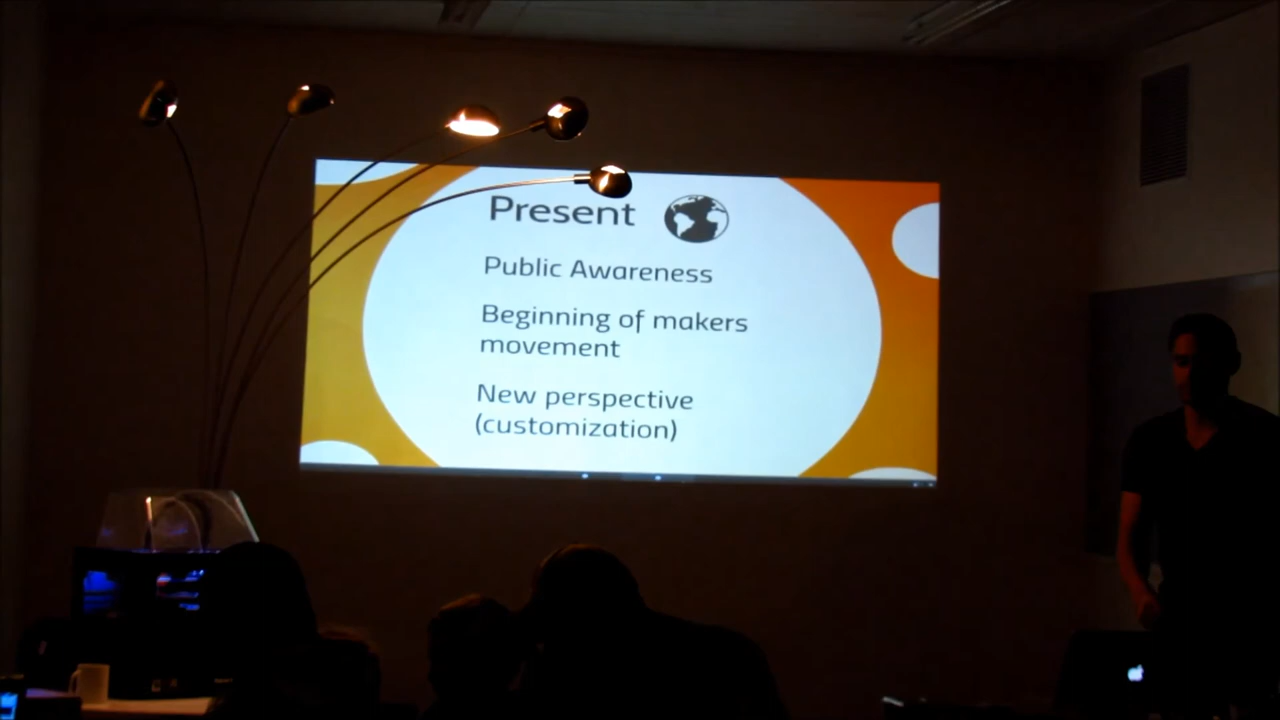 Present
Public Awareness
Beginning of makers
movement
New perspective
(customization)